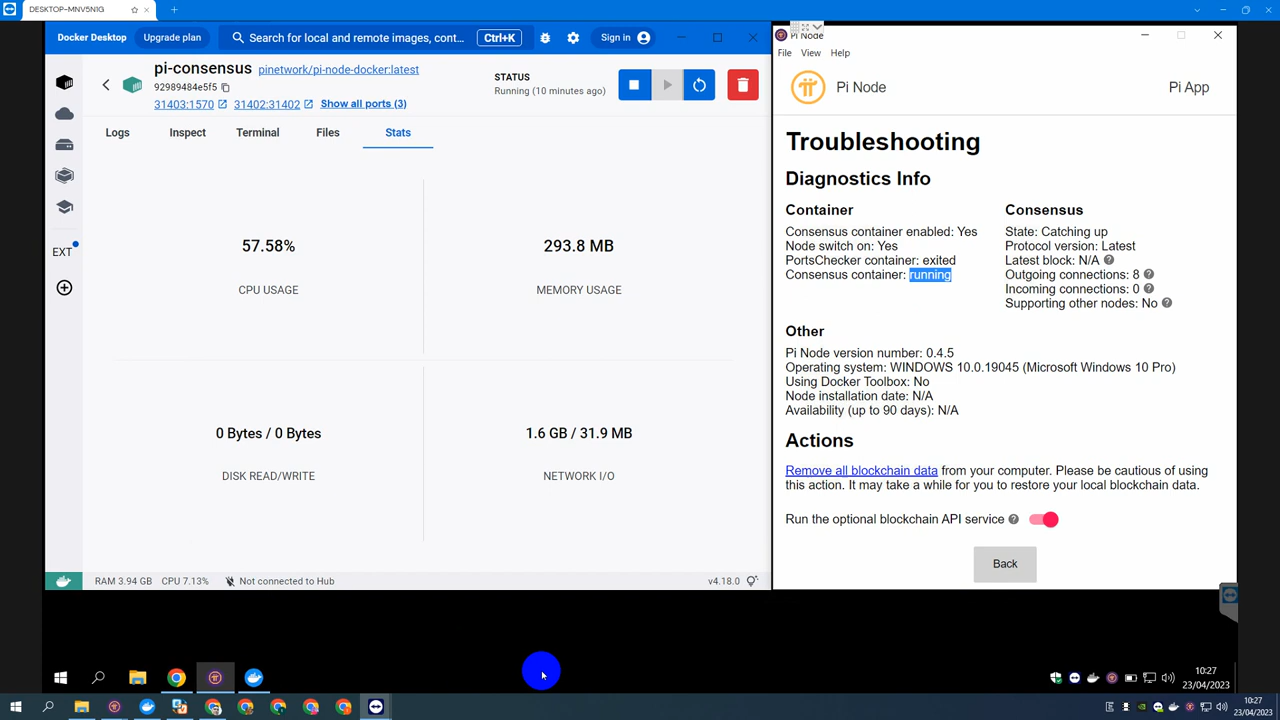 DESKTOP-MNV5NIG
Docker Desktop
Upgrade plan
Search for local and remote images, cont...
Ctrl+K
Sign in
pi-consensus
pinetwork/pi-node-docker:latest
92989484e5f5
31403:1570
31402:31402
Show all ports (3)
STATUS
Running (10 minutes ago)
Logs
Inspect
Terminal
Files
Stats
EXT
57.58%
CPU USAGE
293.8 MB
MEMORY USAGE
0 Bytes / 0 Bytes
DISK READ/WRITE
1.6 GB / 31.9 MB
NETWORK I/O
RAM 3.94 GB
CPU 7.13%
Not connected to Hub
v4.18.0
Pi Node
File
View
Help
Pi Node
Pi App
Troubleshooting
Diagnostics Info
Container
Consensus container enabled: Yes
Node switch on: Yes
PortsChecker container: exited
Consensus container: running
Consensus
State: Catching up
Protocol version: Latest
Latest block: N/A
Outgoing connections: 8
Incoming connections: 0
Supporting other nodes: No
Other
Pi Node version number: 0.4.5
Operating system: WINDOWS 10.0.19045 (Microsoft Windows 10 Pro)
Using Docker Toolbox: No
Node installation date: N/A
Availability (up to 90 days): N/A
Actions
Remove all blockchain data from your computer. Please be cautious of using
this action. It may take a while for you to restore your local blockchain data.
Run the optional blockchain API service
Back
10:27
23/04/2023
10:27
23/04/2023